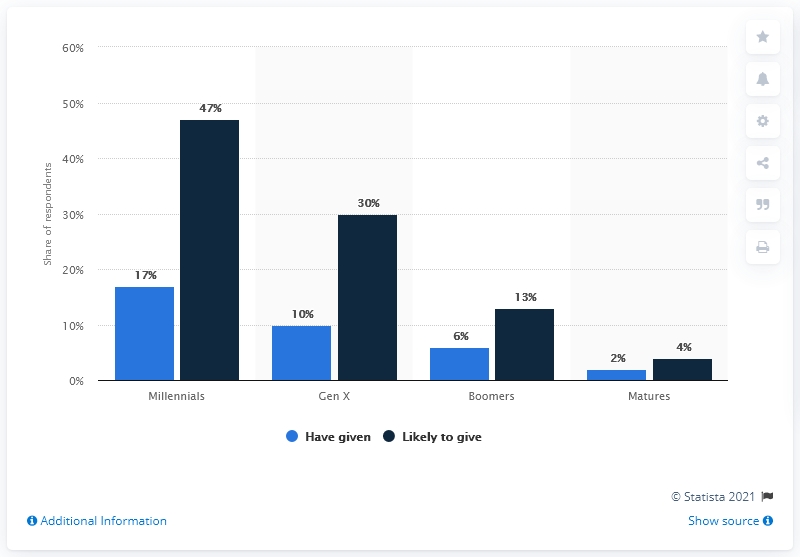 60%
50%
40%
30%
20%
10%
0%
Share of respondents
17%
47%
10%
30%
6%
13%
2%
4%
Millennials
Gen X
Boomers
Matures
Have given
Likely to give
© Statista 2021
Additional Information
Show source